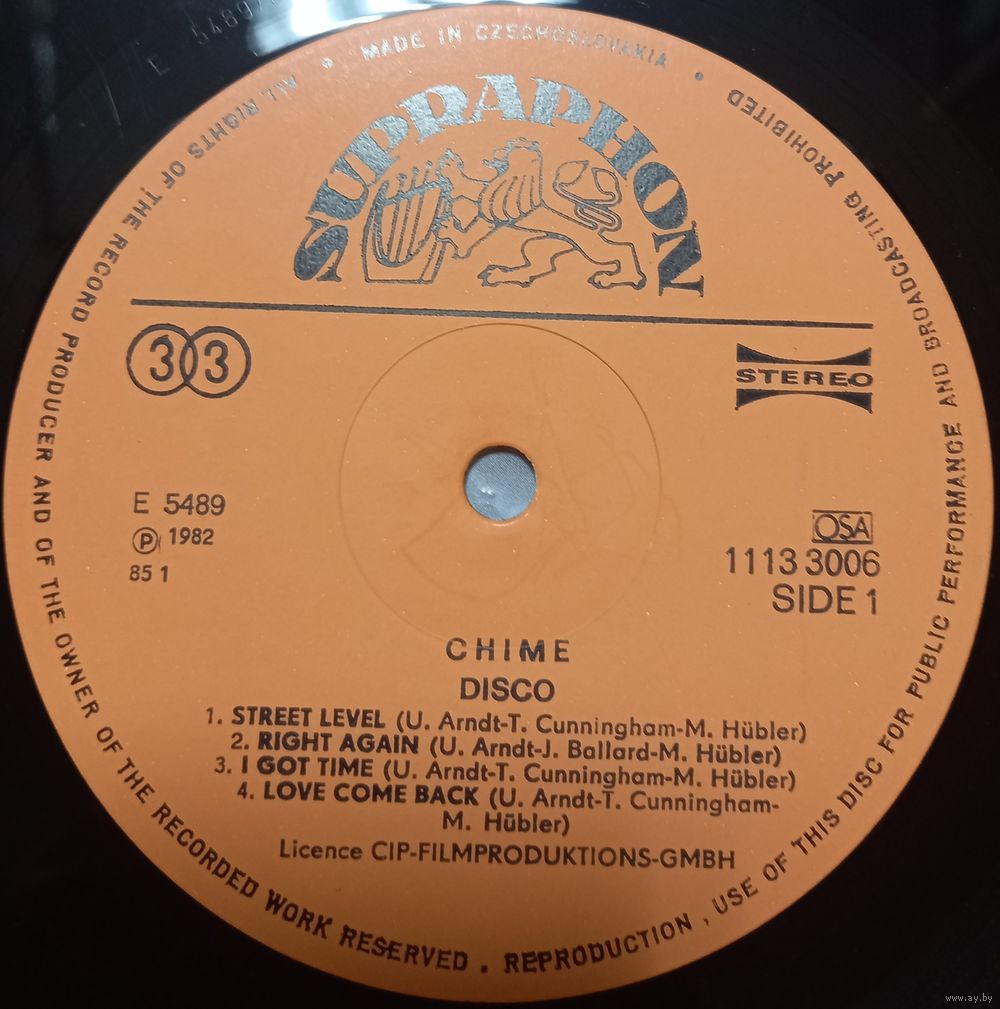 E 5489
MADE IN CZECHOSLOVAKIA
ALL RIGHTS OF THE RECORD PRODUCER AND OF THE OWNER OF THE RECORDED WORK RESERVED . REPRODUCTION , USE OF THIS DISC FOR PUBLIC PERFORMANCE AND BROADCASTING PROHIBITED
SUPRAPHON
33
STEREO
E 5489
Ⓟ 1982
85 1
OSA
1113 3006
SIDE 1
CHIME
DISCO
1. STREET LEVEL (U. Arndt-T. Cunningham-M. Hübler)
2. RIGHT AGAIN (U. Arndt-J. Ballard-M. Hübler)
3. I GOT TIME (U. Arndt-T. Cunningham-M. Hübler)
4. LOVE COME BACK (U. Arndt-T. Cunningham-
M. Hübler)
Licence CIP-FILMPRODUKTIONS-GMBH
www.ay.by